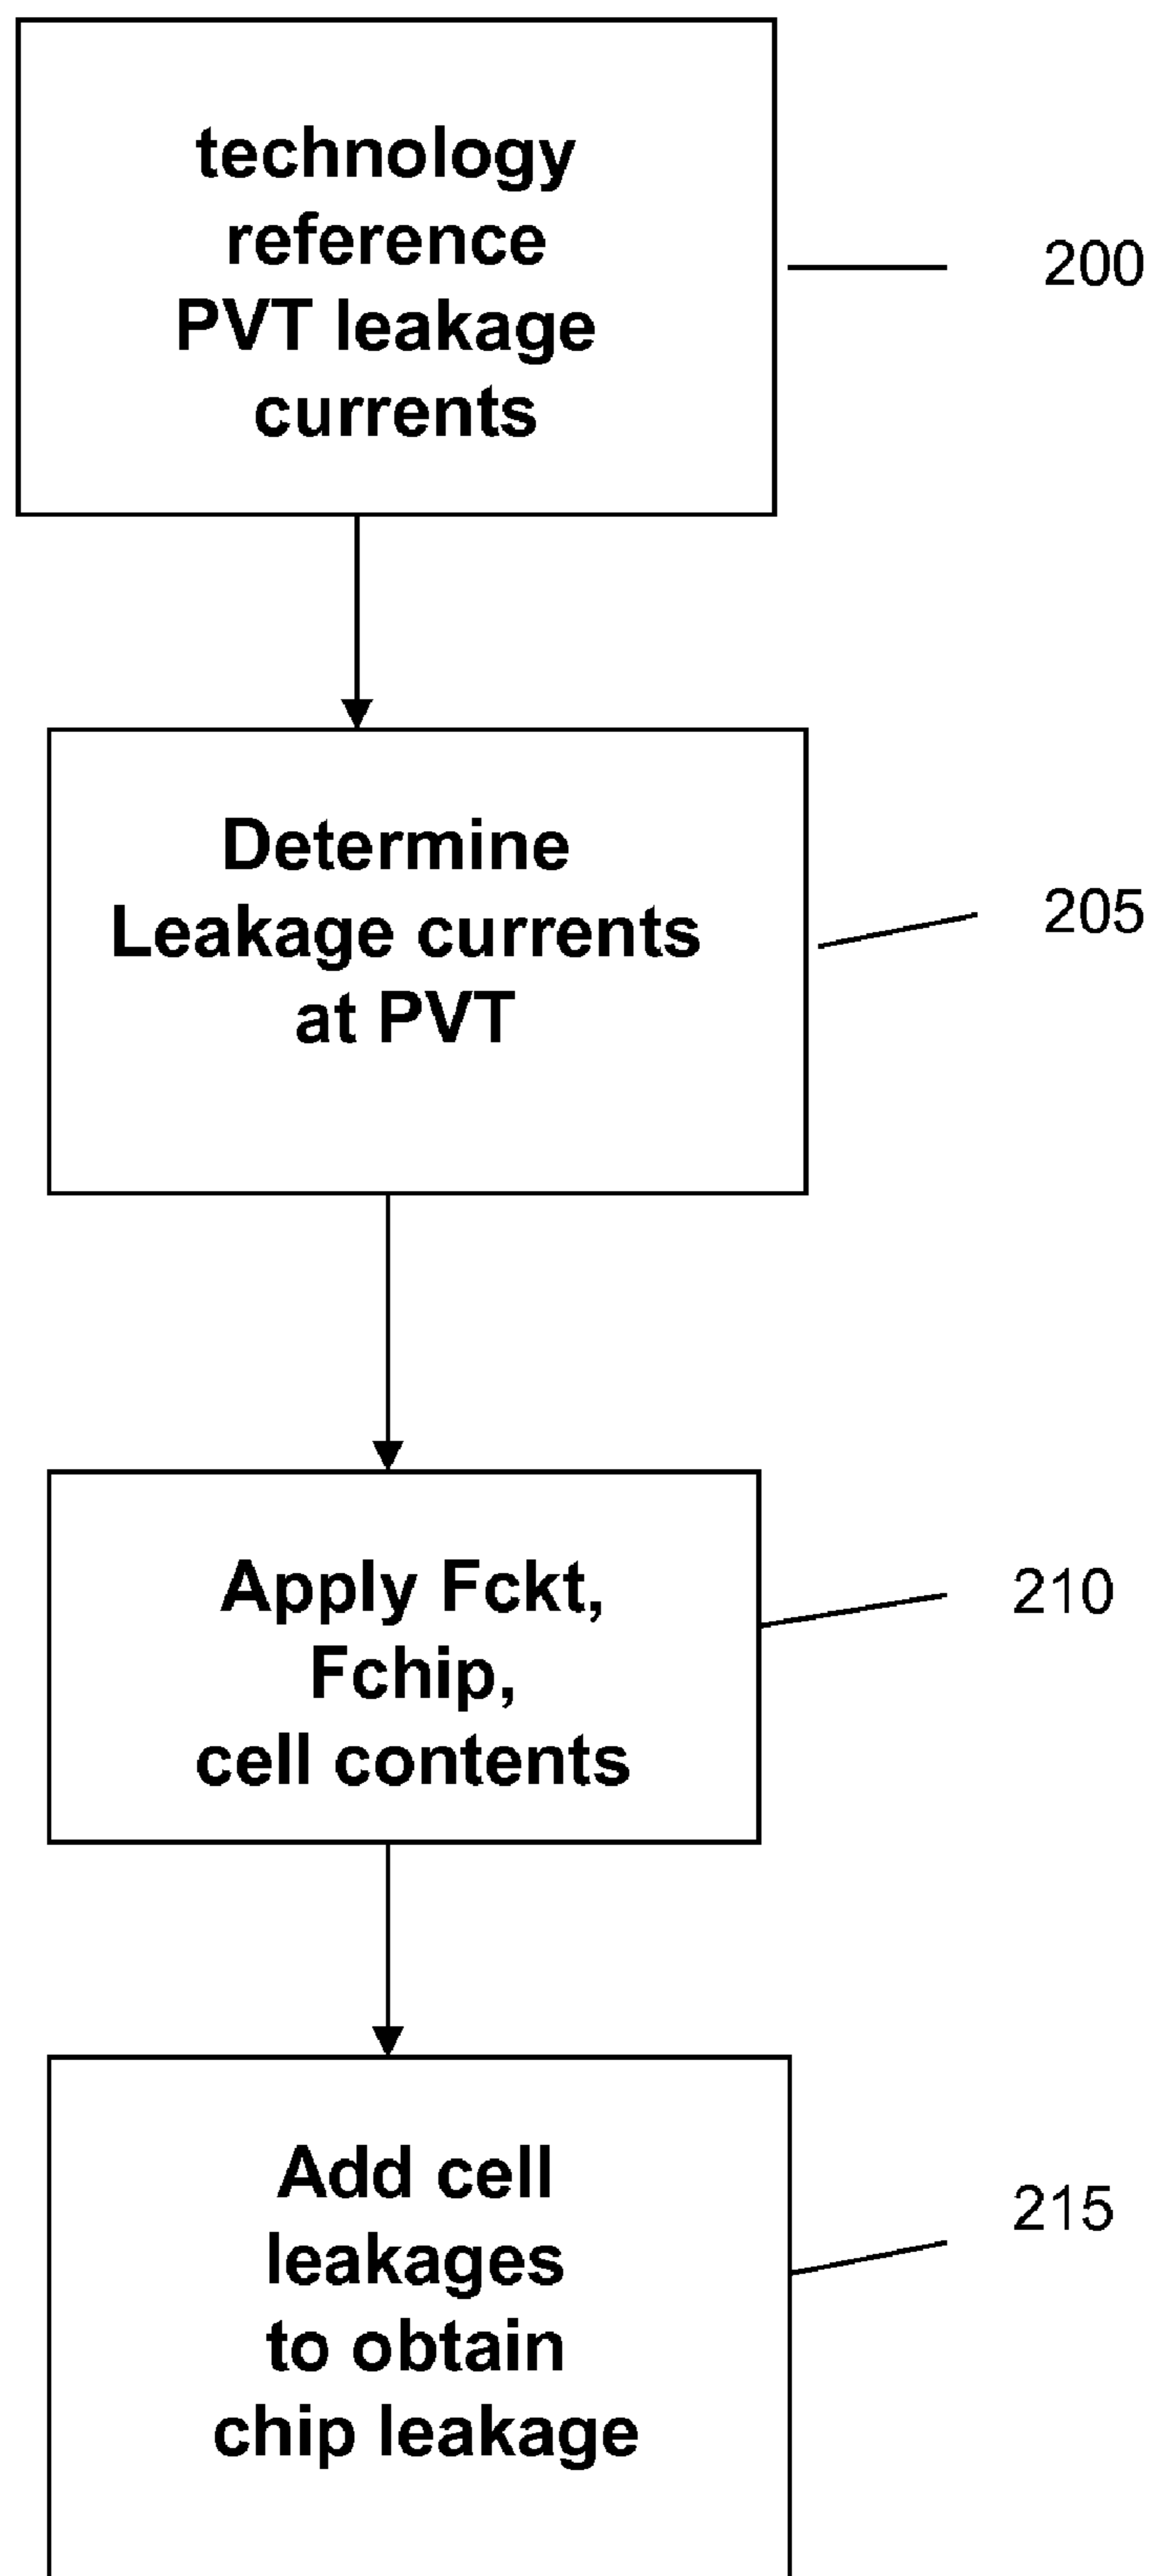 technology
reference
PVT leakage
currents
200
Determine
Leakage currents
at PVT
205
Apply Fckt,
Fchip,
cell contents
210
Add cell
leakages
to obtain
chip leakage
215